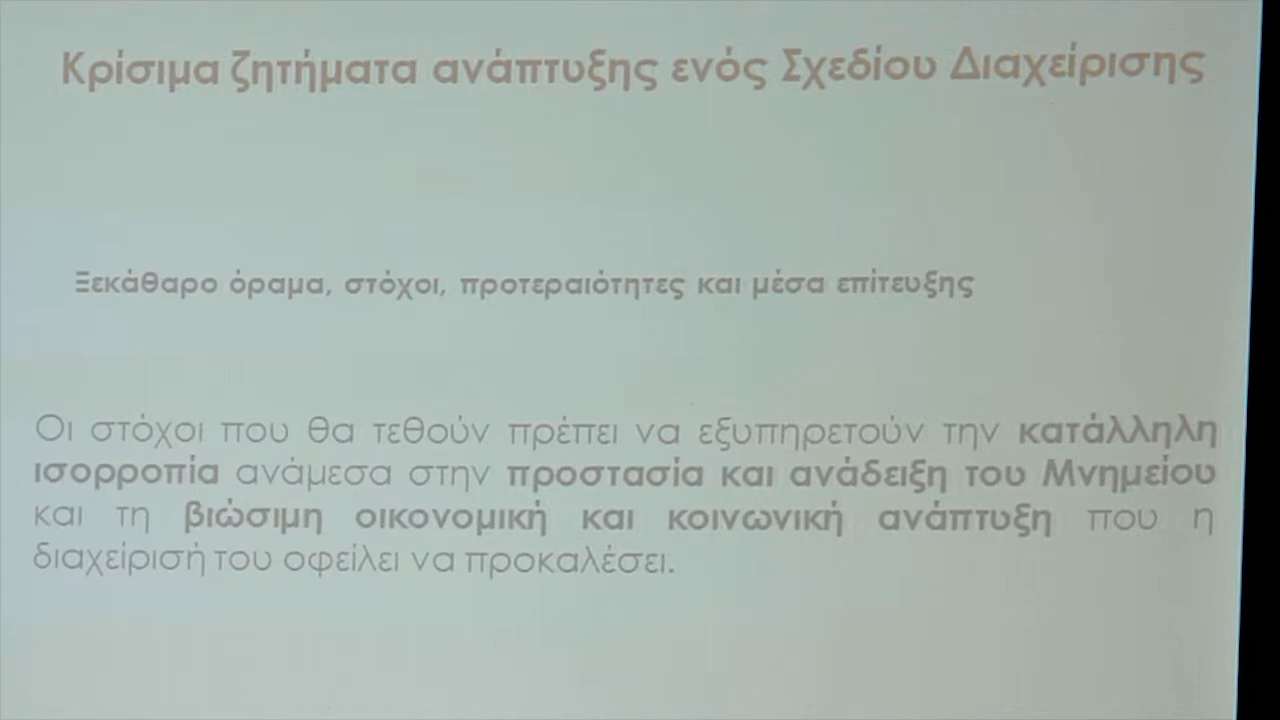 Κρίσιμα ζητήματα ανάπτυξης ενός Σχεδίου Διαχείρισης
Ξεκάθαρο όραμα, στόχοι, προτεραιότητες και μέσα επίτευξης
Οι στόχοι που θα τεθούν πρέπει να εξυπηρετούν την κατάλληλη
ισορροπία ανάμεσα στην προστασία και ανάδειξη του Μνημείου
και τη βιώσιμη οικονομική και κοινωνική ανάπτυξη που η
διαχείρισή του οφείλει να προκαλέσει.